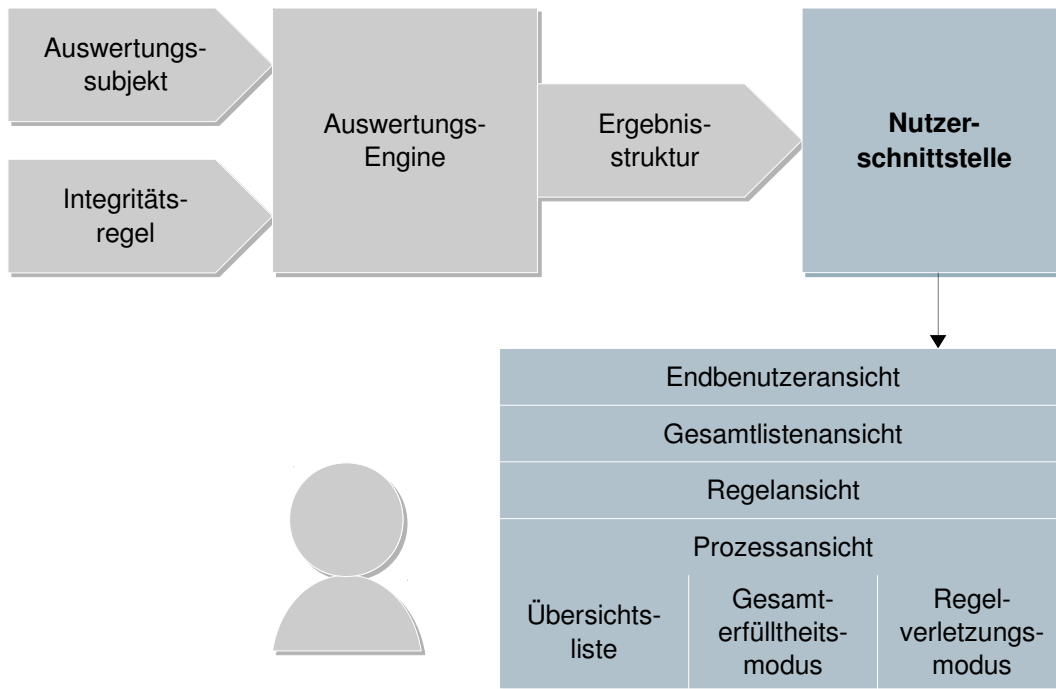 Auswertungs-
subjekt
Integritäts-
regel
Auswertungs-
Engine
Ergebnis-
struktur
Nutzer-
schnittstelle
Endbenutzeransicht
Gesamtlistenansicht
Regelansicht
Prozessansicht
Übersichts-
liste
Gesamt-
erfülltheits-
modus
Regel-
verletzungs-
modus